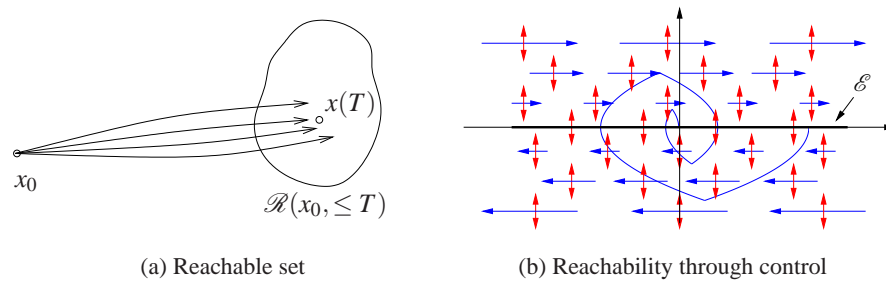 x(T)
x₀
ℛ(x₀, ≤ T)
(a) Reachable set
ℰ
(b) Reachability through control